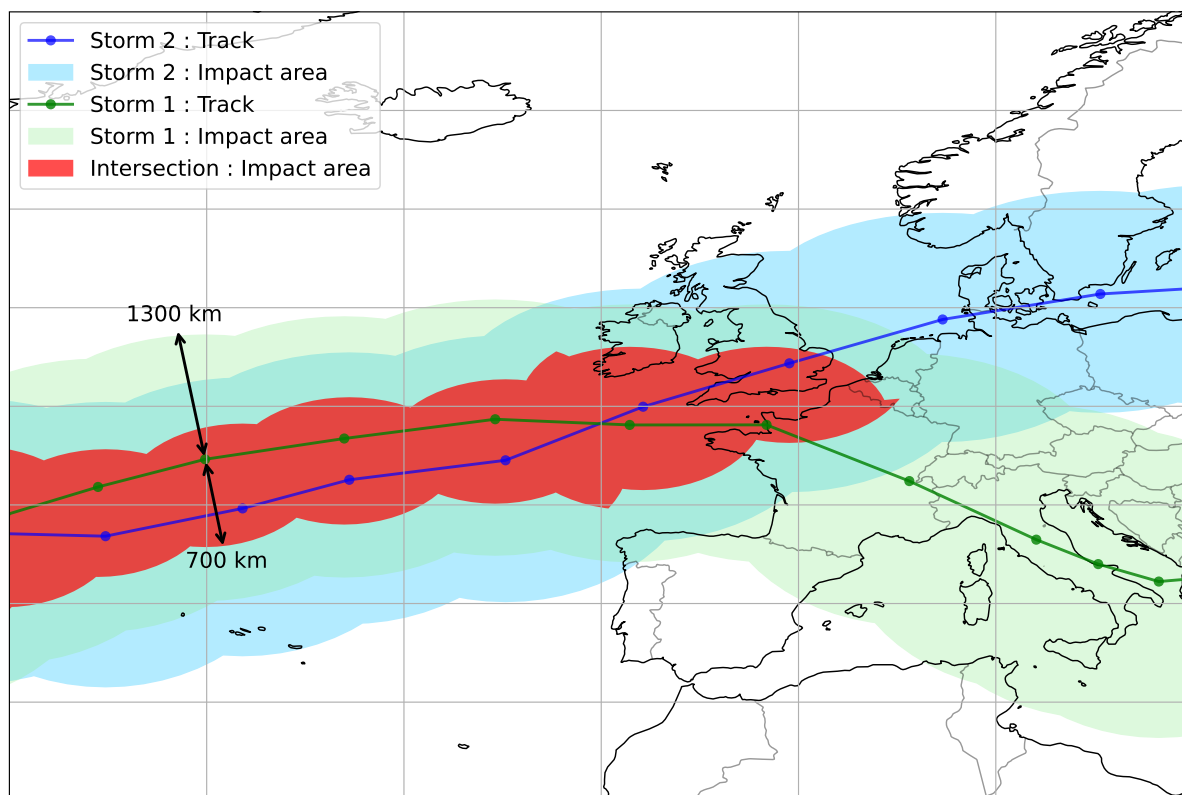 Storm 2 : Track
Storm 2 : Impact area
Storm 1 : Track
Storm 1 : Impact area
Intersection : Impact area
1300 km
700 km